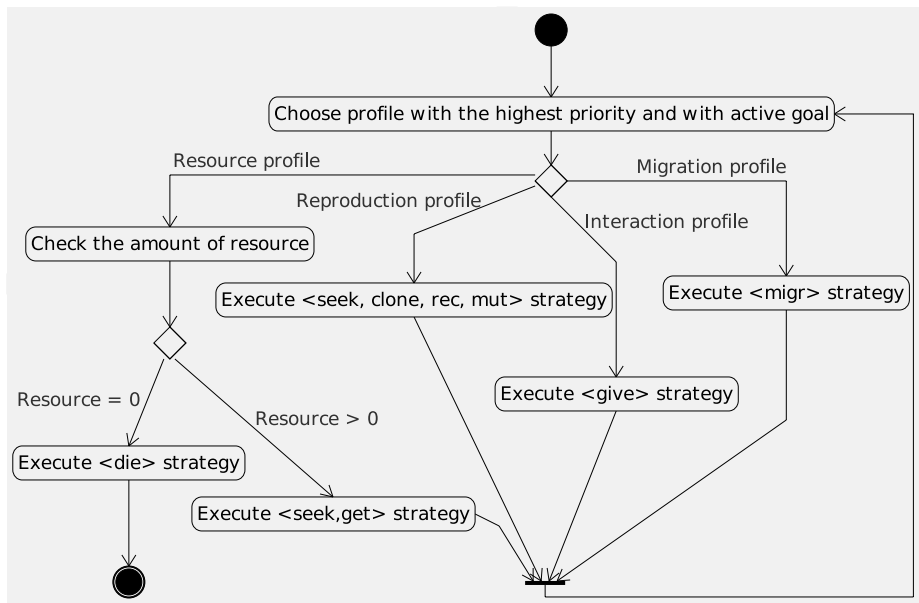 Choose profile with the highest priority and with active goal
Resource profile
Migration profile
Reproduction profile
Interaction profile
Check the amount of resource
Execute <seek, clone, rec, mut> strategy
Execute <migr> strategy
Execute <give> strategy
Resource = 0
Resource > 0
Execute <die> strategy
Execute <seek,get> strategy